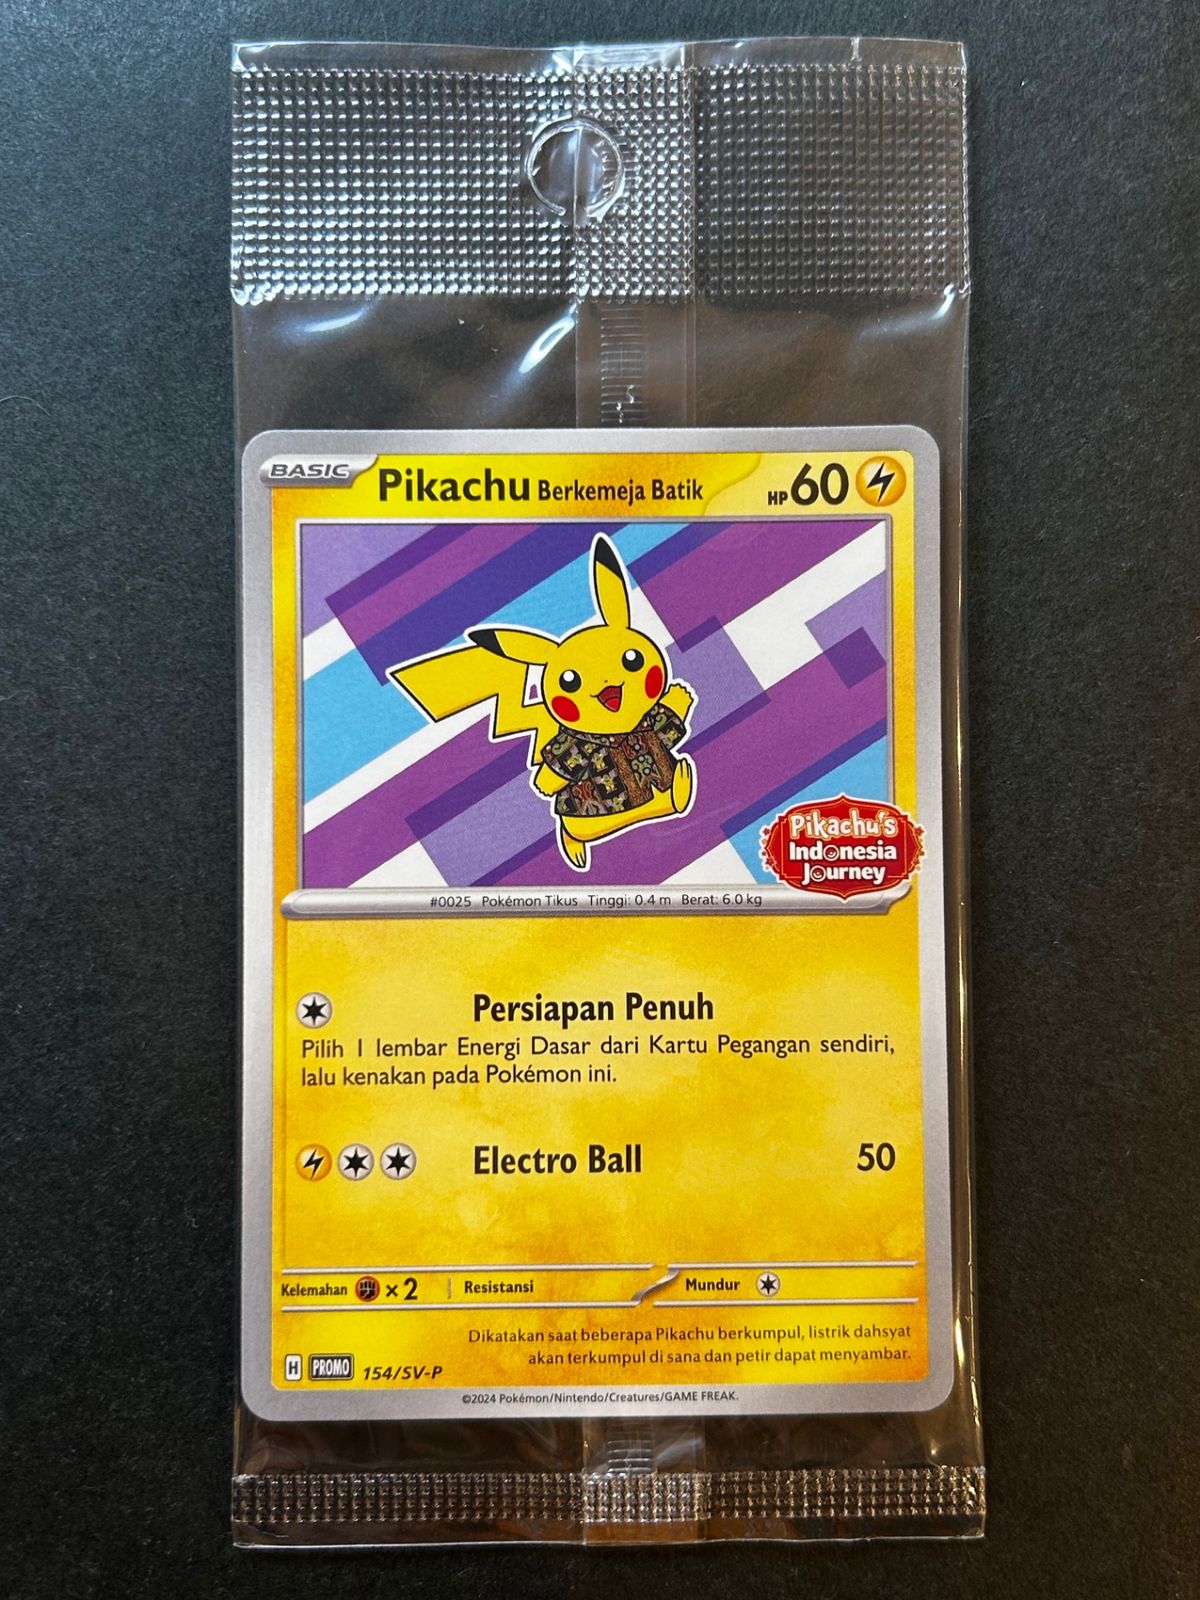 BASIC
Pikachu Berkemeja Batik
HP 60
Pikachu's
Indonesia
Journey
#0025 Pokémon Tikus Tinggi: 0.4 m Berat: 6.0 kg
Persiapan Penuh
Pilih 1 lembar Energi Dasar dari Kartu Pegangan sendiri,
lalu kenakan pada Pokémon ini.
Electro Ball 50
Kelemahan ×2 Resistansi Mundur
Dikatakan saat beberapa Pikachu berkumpul, listrik dahsyat
akan terkumpul di sana dan petir dapat menyambar.
H PROMO 154/SV-P
©2024 Pokémon/Nintendo/Creatures/GAME FREAK.